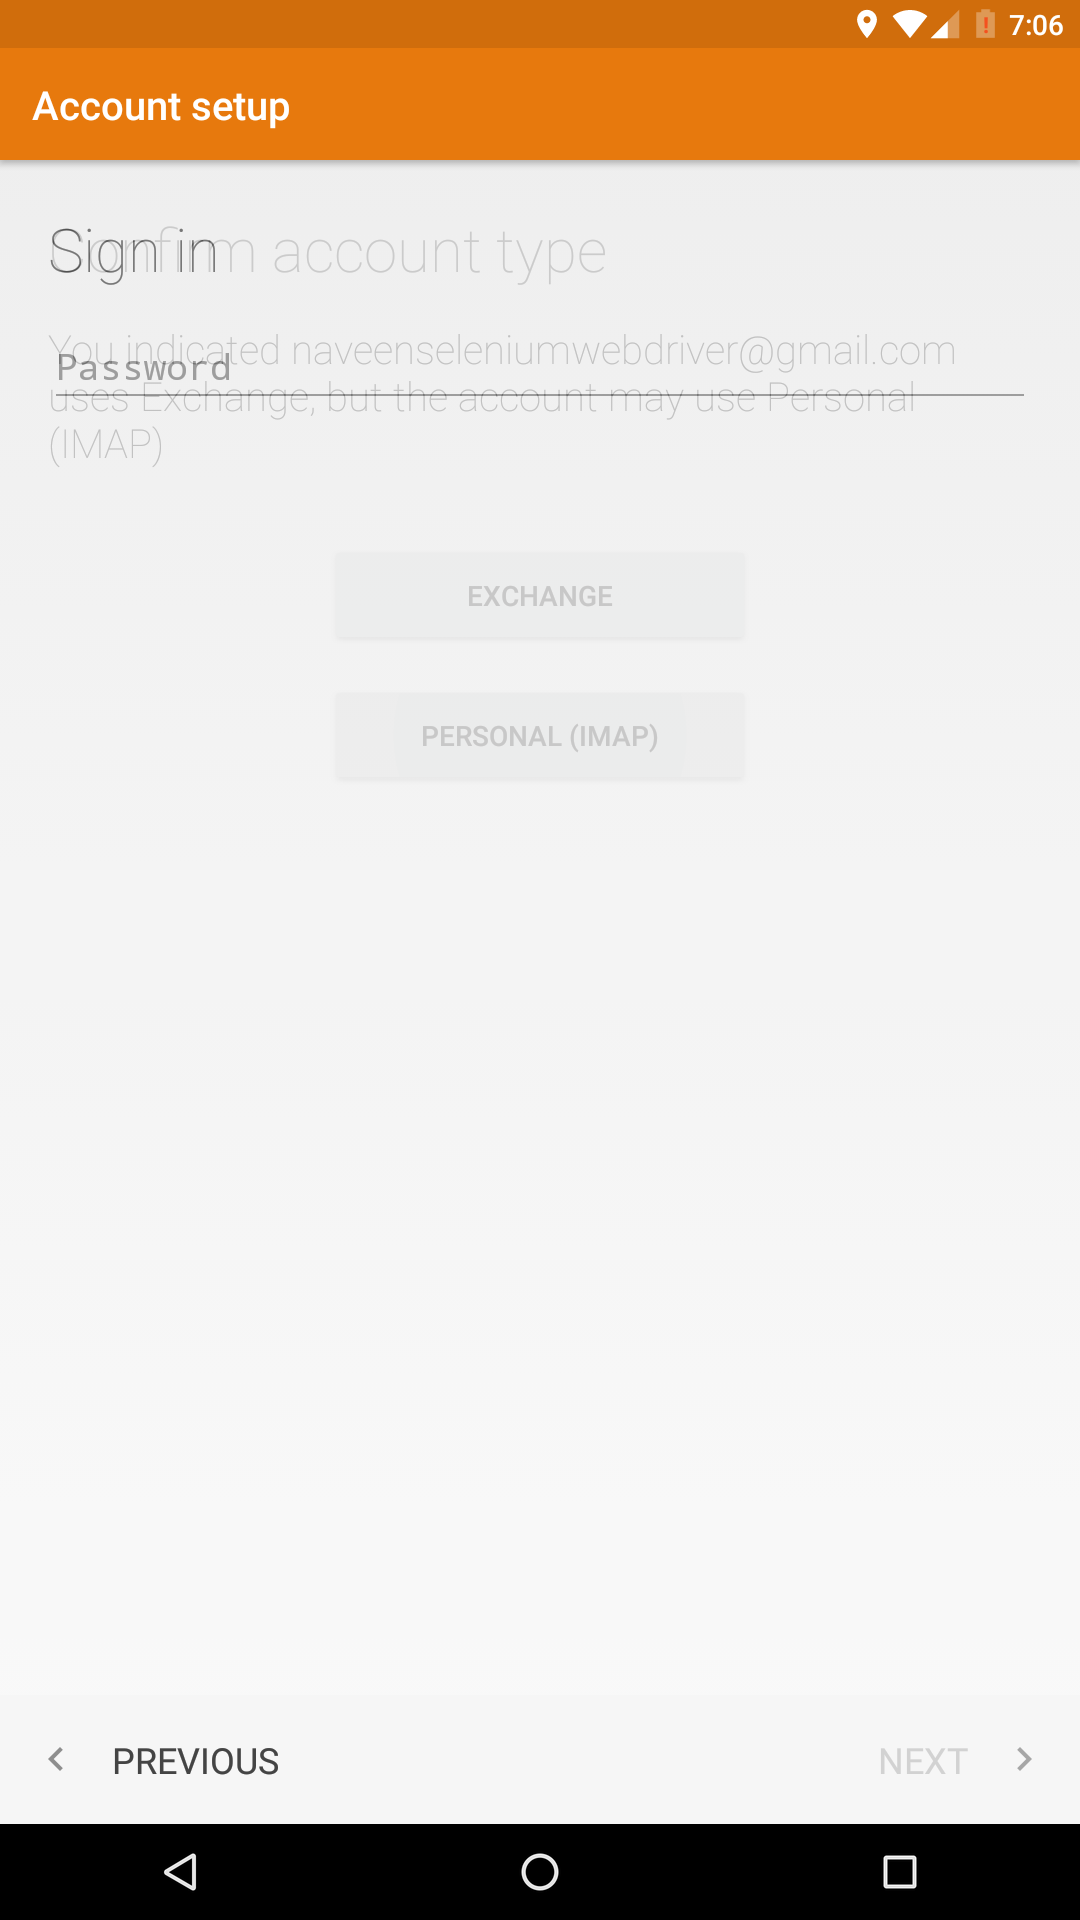 7:06
Account setup
Sign in
Confirm account type
You indicated naveenseleniumwebdriver@gmail.com
Password
uses Exchange, but the account may use Personal
(IMAP)
EXCHANGE
PERSONAL (IMAP)
PREVIOUS
NEXT